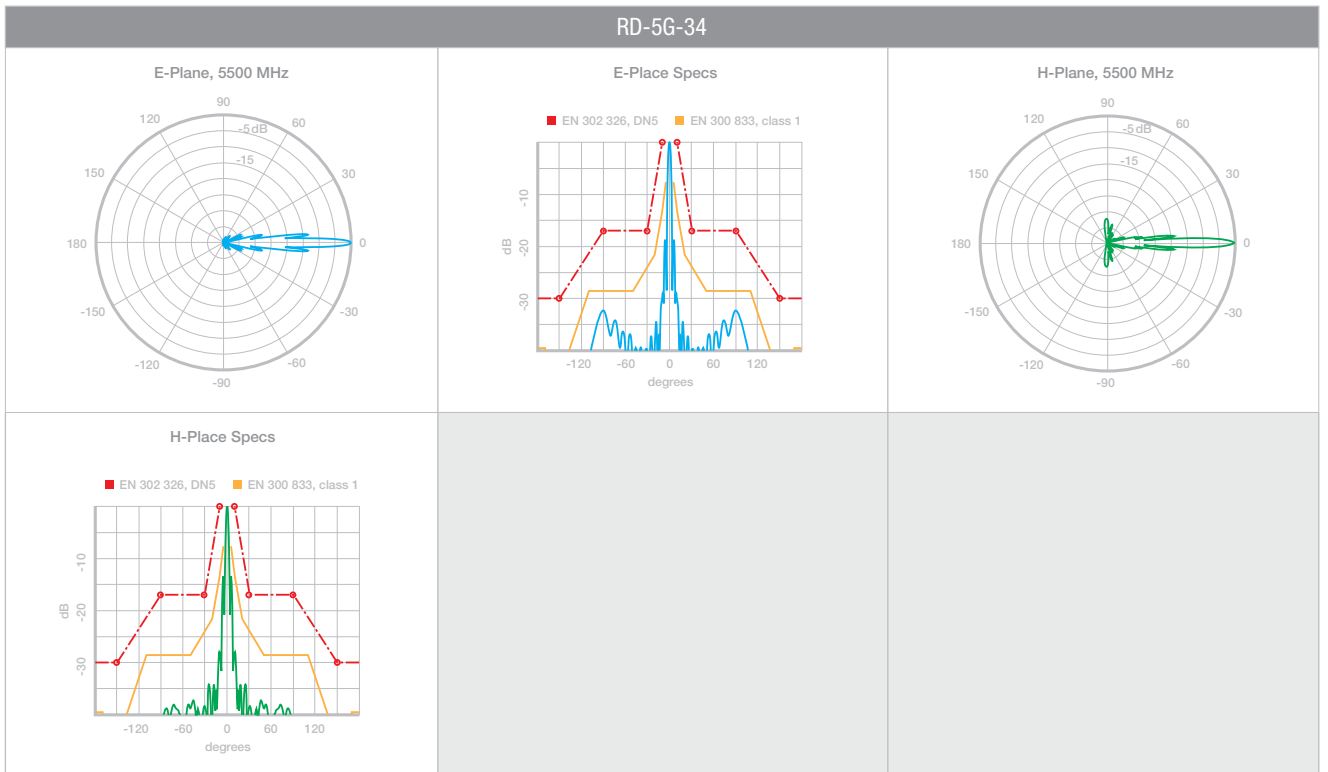 RD-5G-34
E-Plane, 5500 MHz
90
120
60
-5dB
-15
150
30
180
0
-150
-30
-120
-60
-90
E-Place Specs
EN 302 326, DN5 EN 300 833, class 1
-10
-20
-30
dB
-120 -60 0 60 120
degrees
H-Plane, 5500 MHz
90
120
60
-5dB
-15
150
30
180
0
-150
-30
-120
-60
-90
H-Place Specs
EN 302 326, DN5 EN 300 833, class 1
-10
-20
-30
dB
-120 -60 0 60 120
degrees